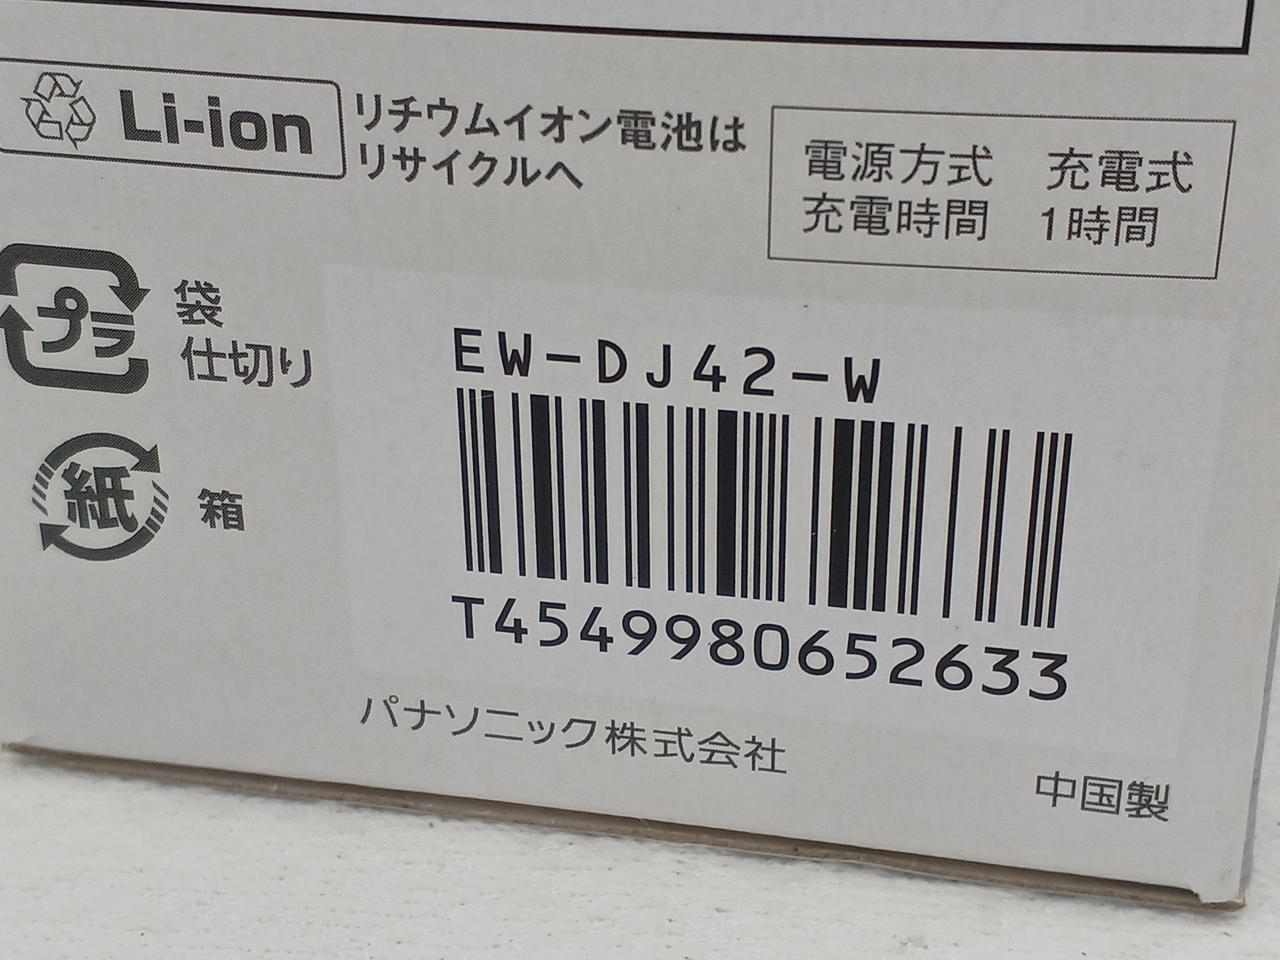 Li-ion
リチウムイオン電池は
リサイクルへ
電源方式 充電式
充電時間 1時間
プラ
袋
仕切り
紙
箱
EW-DJ42-W
T4549980652633
パナソニック株式会社
中国製